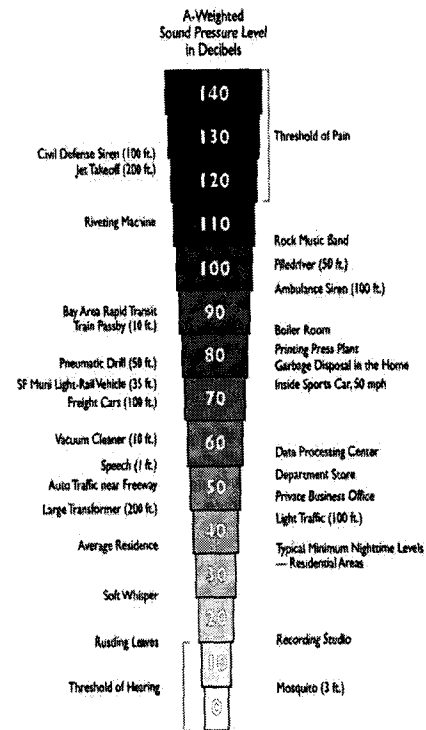 A-Weighted
Sound Pressure Level
in Decibels
140
130
Threshold of Pain
Civil Defense Siren (100 ft.)
Jet Takeoff (200 ft.)
120
Riveting Machine
110
Rock Music Band
100
Piledriver (50 ft.)
Ambulance Siren (100 ft.)
90
Bay Area Rapid Transit
Train Passby (10 ft.)
Boiler Room
80
Printing Press Plant
Garbage Disposal in the Home
Pneumatic Drill (50 ft.)
SF Muni Light-Rail Vehicle (35 ft.)
Inside Sports Car, 50 mph
70
Freight Cars (100 ft.)
Vacuum Cleaner (10 ft.)
60
Data Processing Center
Speech (1 ft.)
Department Store
Auto Traffic near Freeway
50
Private Business Office
Large Transformer (200 ft.)
Light Traffic (100 ft.)
40
Average Residence
Typical Minimum Nighttime Levels
— Residential Areas
30
Soft Whisper
20
Rustling Leaves
Recording Studio
10
Threshold of Hearing
Mosquito (3 ft.)
0